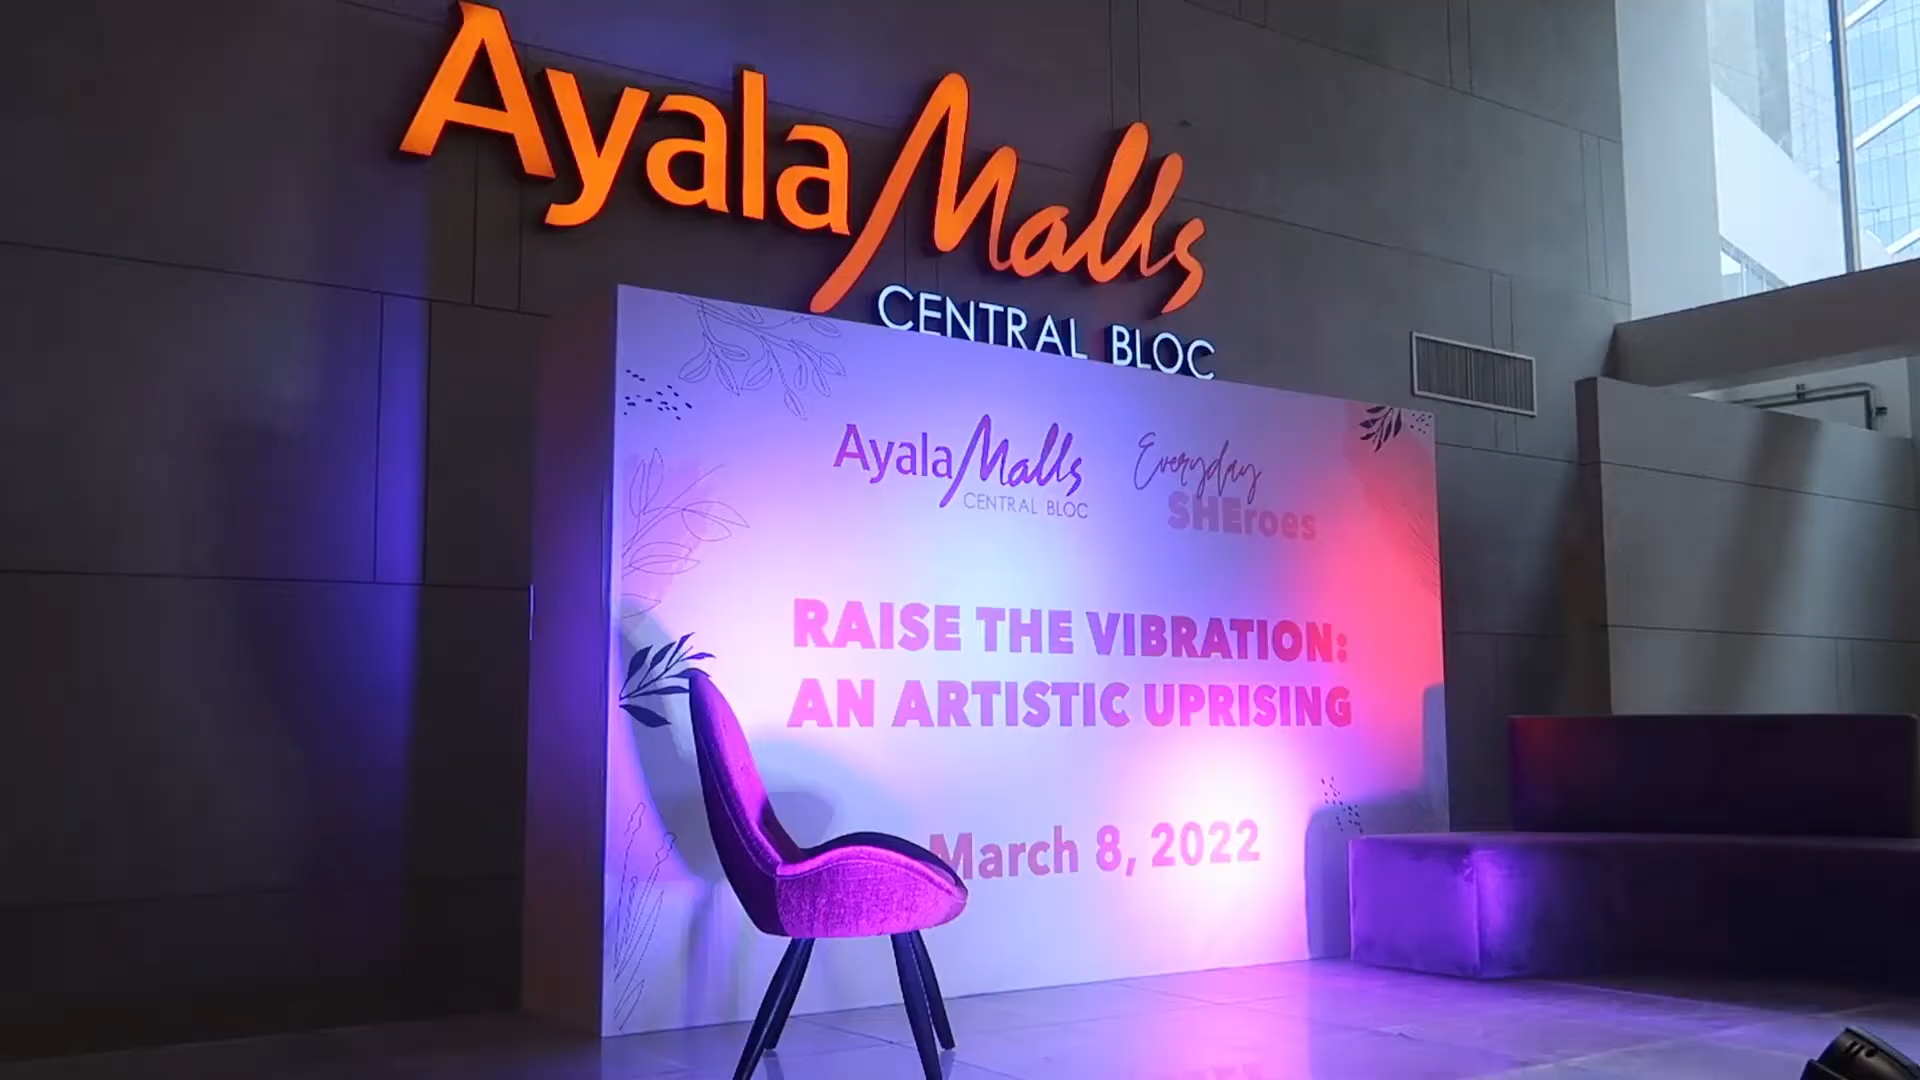 Ayala Malls
CENTRAL BLOC
Ayala Malls
CENTRAL BLOC
Everyday
SHEroes
RAISE THE VIBRATION:
AN ARTISTIC UPRISING
March 8, 2022